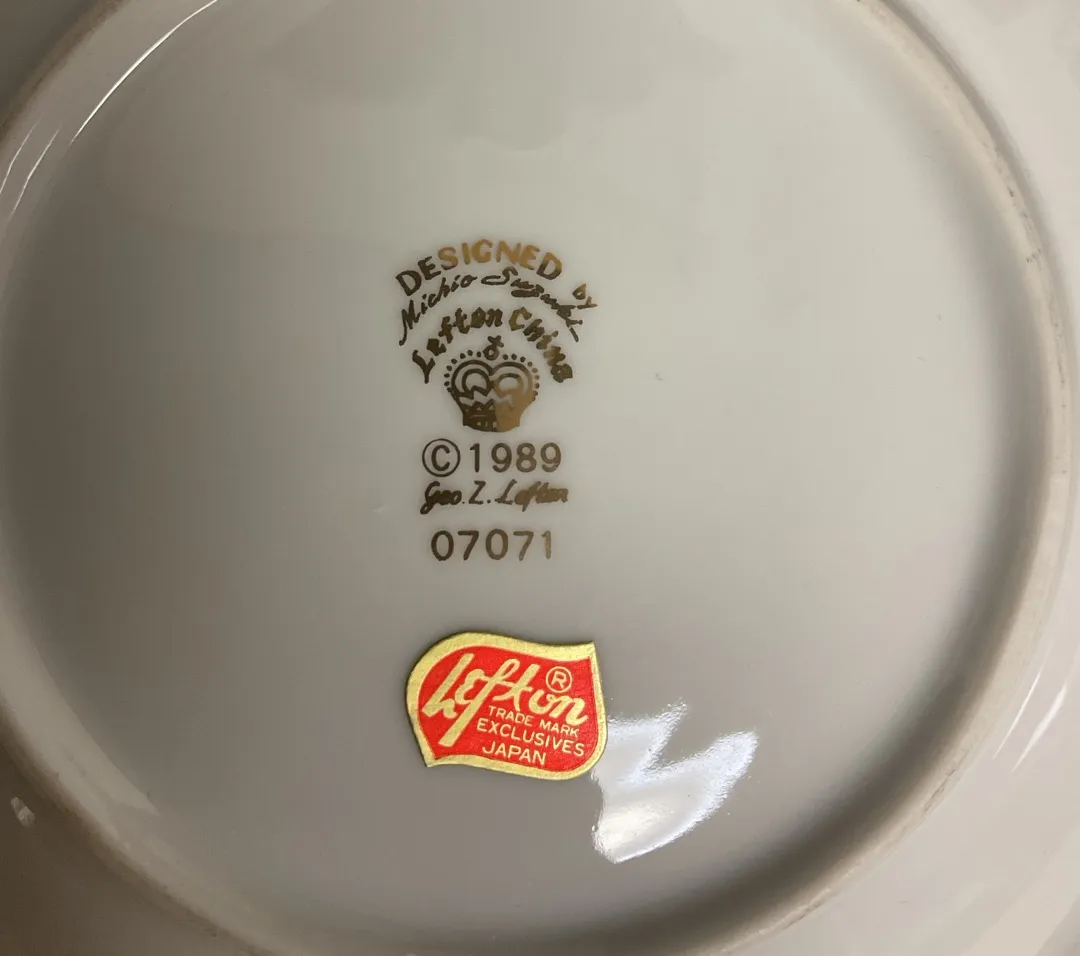 DESIGNED by
Michio Suzuki
Lefton China
© 1989
Geo. Z. Lefton
07071
Lefton ®
TRADE MARK
EXCLUSIVES
JAPAN